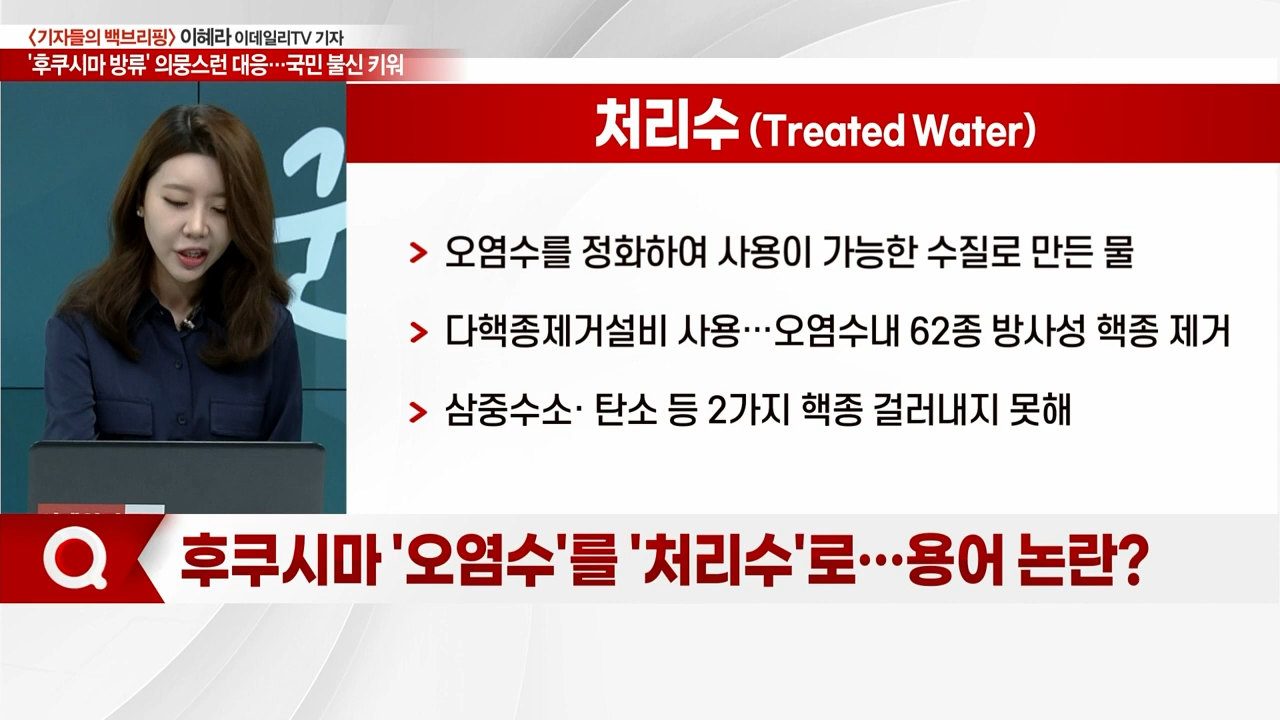 <기자들의 백브리핑> 이혜라 이데일리TV 기자
'후쿠시마 방류' 의뭉스런 대응…국민 불신 키워
처리수 (Treated Water)
> 오염수를 정화하여 사용이 가능한 수질로 만든 물
> 다핵종제거설비 사용…오염수내 62종 방사성 핵종 제거
> 삼중수소· 탄소 등 2가지 핵종 걸러내지 못해
Q 후쿠시마 '오염수'를 '처리수'로…용어 논란?